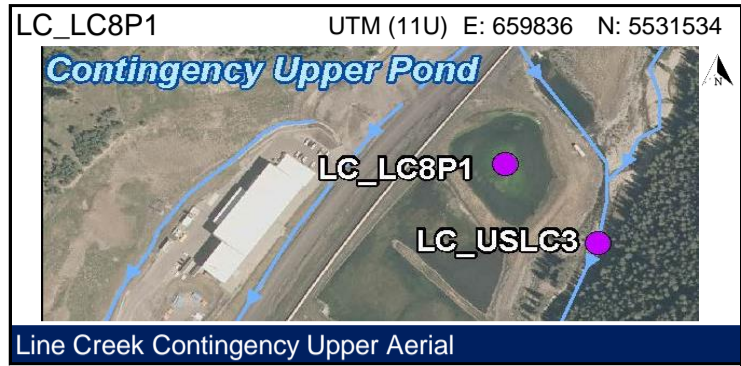 LC_LC8P1 UTM (11U) E: 659836 N: 5531534
Contingency Upper Pond
N
LC_LC8P1
LC_USLC3
Line Creek Contingency Upper Aerial